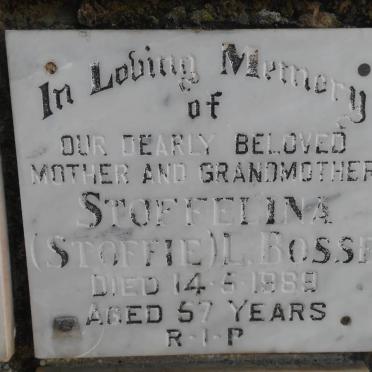 In Loving Memory
of
OUR DEARLY BELOVED
MOTHER AND GRANDMOTHER
STOFFELINA
(STOFFIE) L. BOSSE
DIED 14-5-1989
AGED 57 YEARS
R-I-P